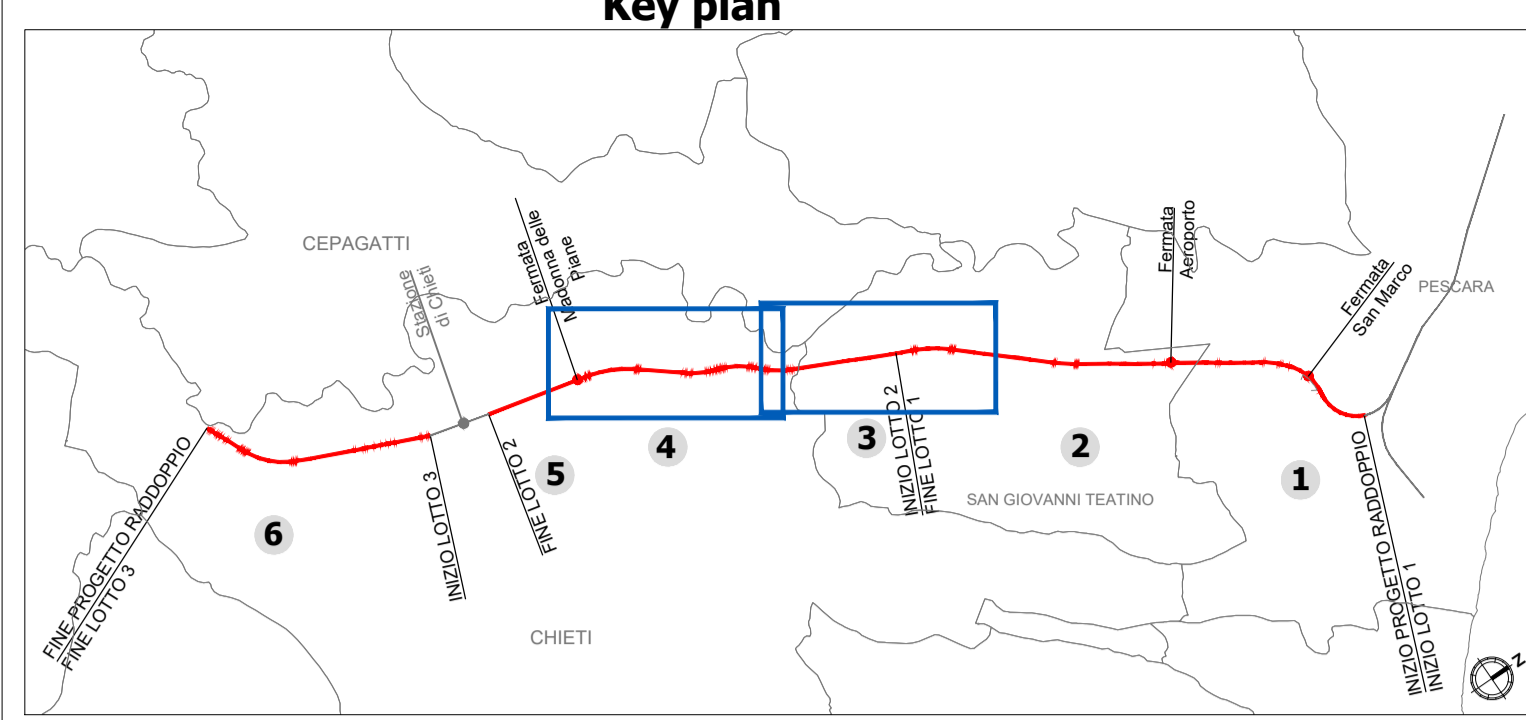 Key plan
CEPAGATTI
Stazione
di Chieti
Fermata
Madonna delle
Piane
Fermata
Aeroporto
Fermata
San Marco
PESCARA
FINE PROGETTO RADDOPPIO
FINE LOTTO 3
6
INIZIO LOTTO 3
FINE LOTTO 2
5
4
3
INIZIO LOTTO 2
FINE LOTTO 1
2
SAN GIOVANNI TEATINO
1
INIZIO PROGETTO RADDOPPIO
INIZIO LOTTO 1
CHIETI
N